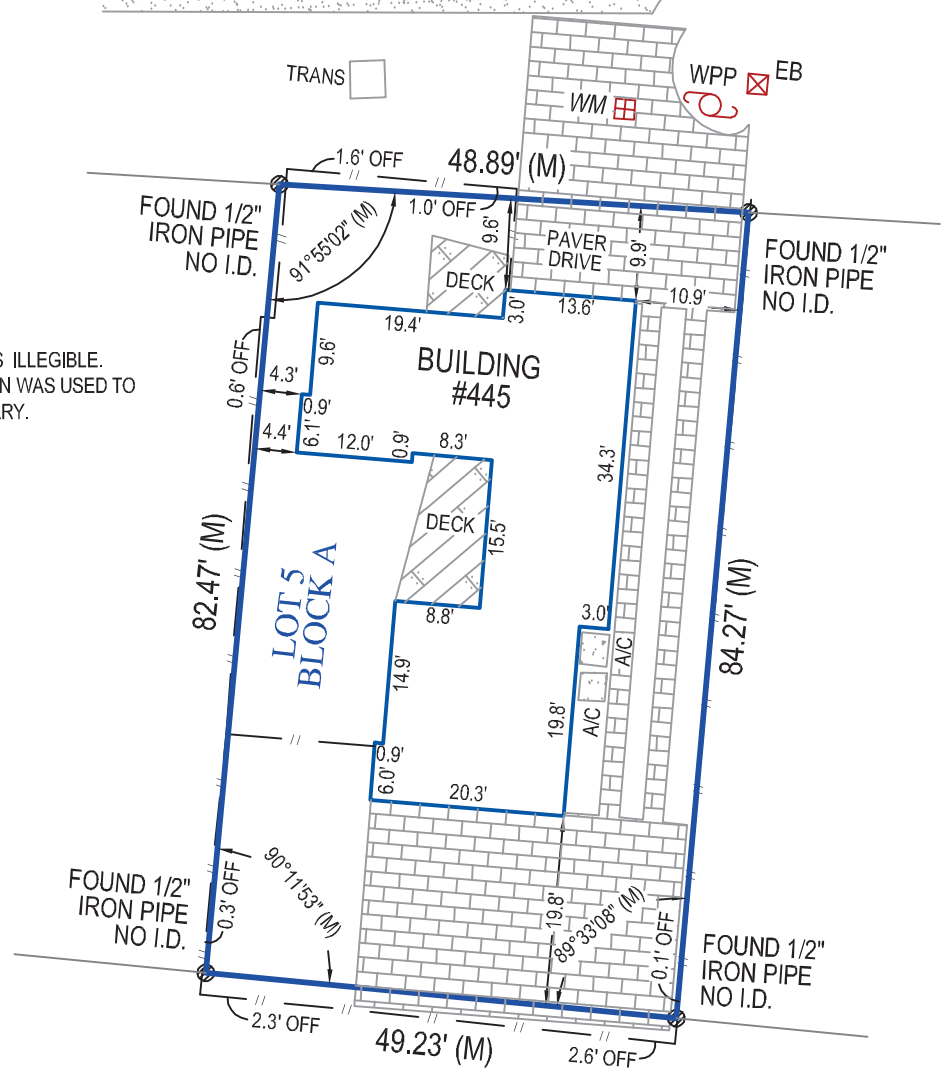 TRANS
WPP
EB
WM
1.6' OFF
48.89' (M)
FOUND 1/2"
IRON PIPE
NO I.D.
91°55'02" (M)
1.0' OFF
9.6'
PAVER
DRIVE
9.9'
FOUND 1/2"
IRON PIPE
NO I.D.
DECK
10.9'
3.0'
13.6'
19.4'
ILLEGIBLE.
WAS USED TO
0.6' OFF
4.3'
9.6'
BUILDING
#445
0.9'
6.1'
4.4'
12.0'
0.9'
8.3'
34.3'
DECK
15.5'
82.47' (M)
LOT 5
BLOCK A
8.8'
3.0'
84.27' (M)
14.9'
A/C
A/C
19.8'
0.9'
6.0'
20.3'
FOUND 1/2"
IRON PIPE
NO I.D.
0.3' OFF
90°11'53" (M)
19.8'
89°33'08" (M)
0.1' OFF
FOUND 1/2"
IRON PIPE
NO I.D.
2.3' OFF
49.23' (M)
2.6' OFF